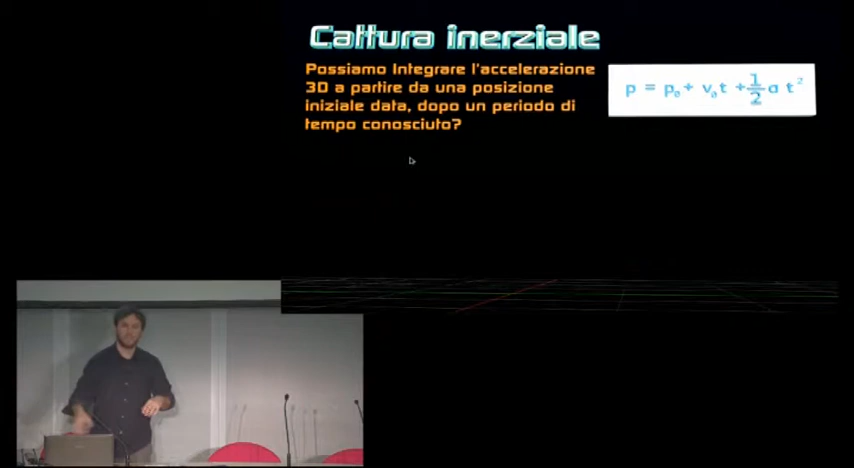 Cattura inerziale
Possiamo Integrare l'accelerazione
3D a partire da una posizione
iniziale data, dopo un periodo di
tempo conosciuto?
p = p₀ + v₀t + 1/2 a t²